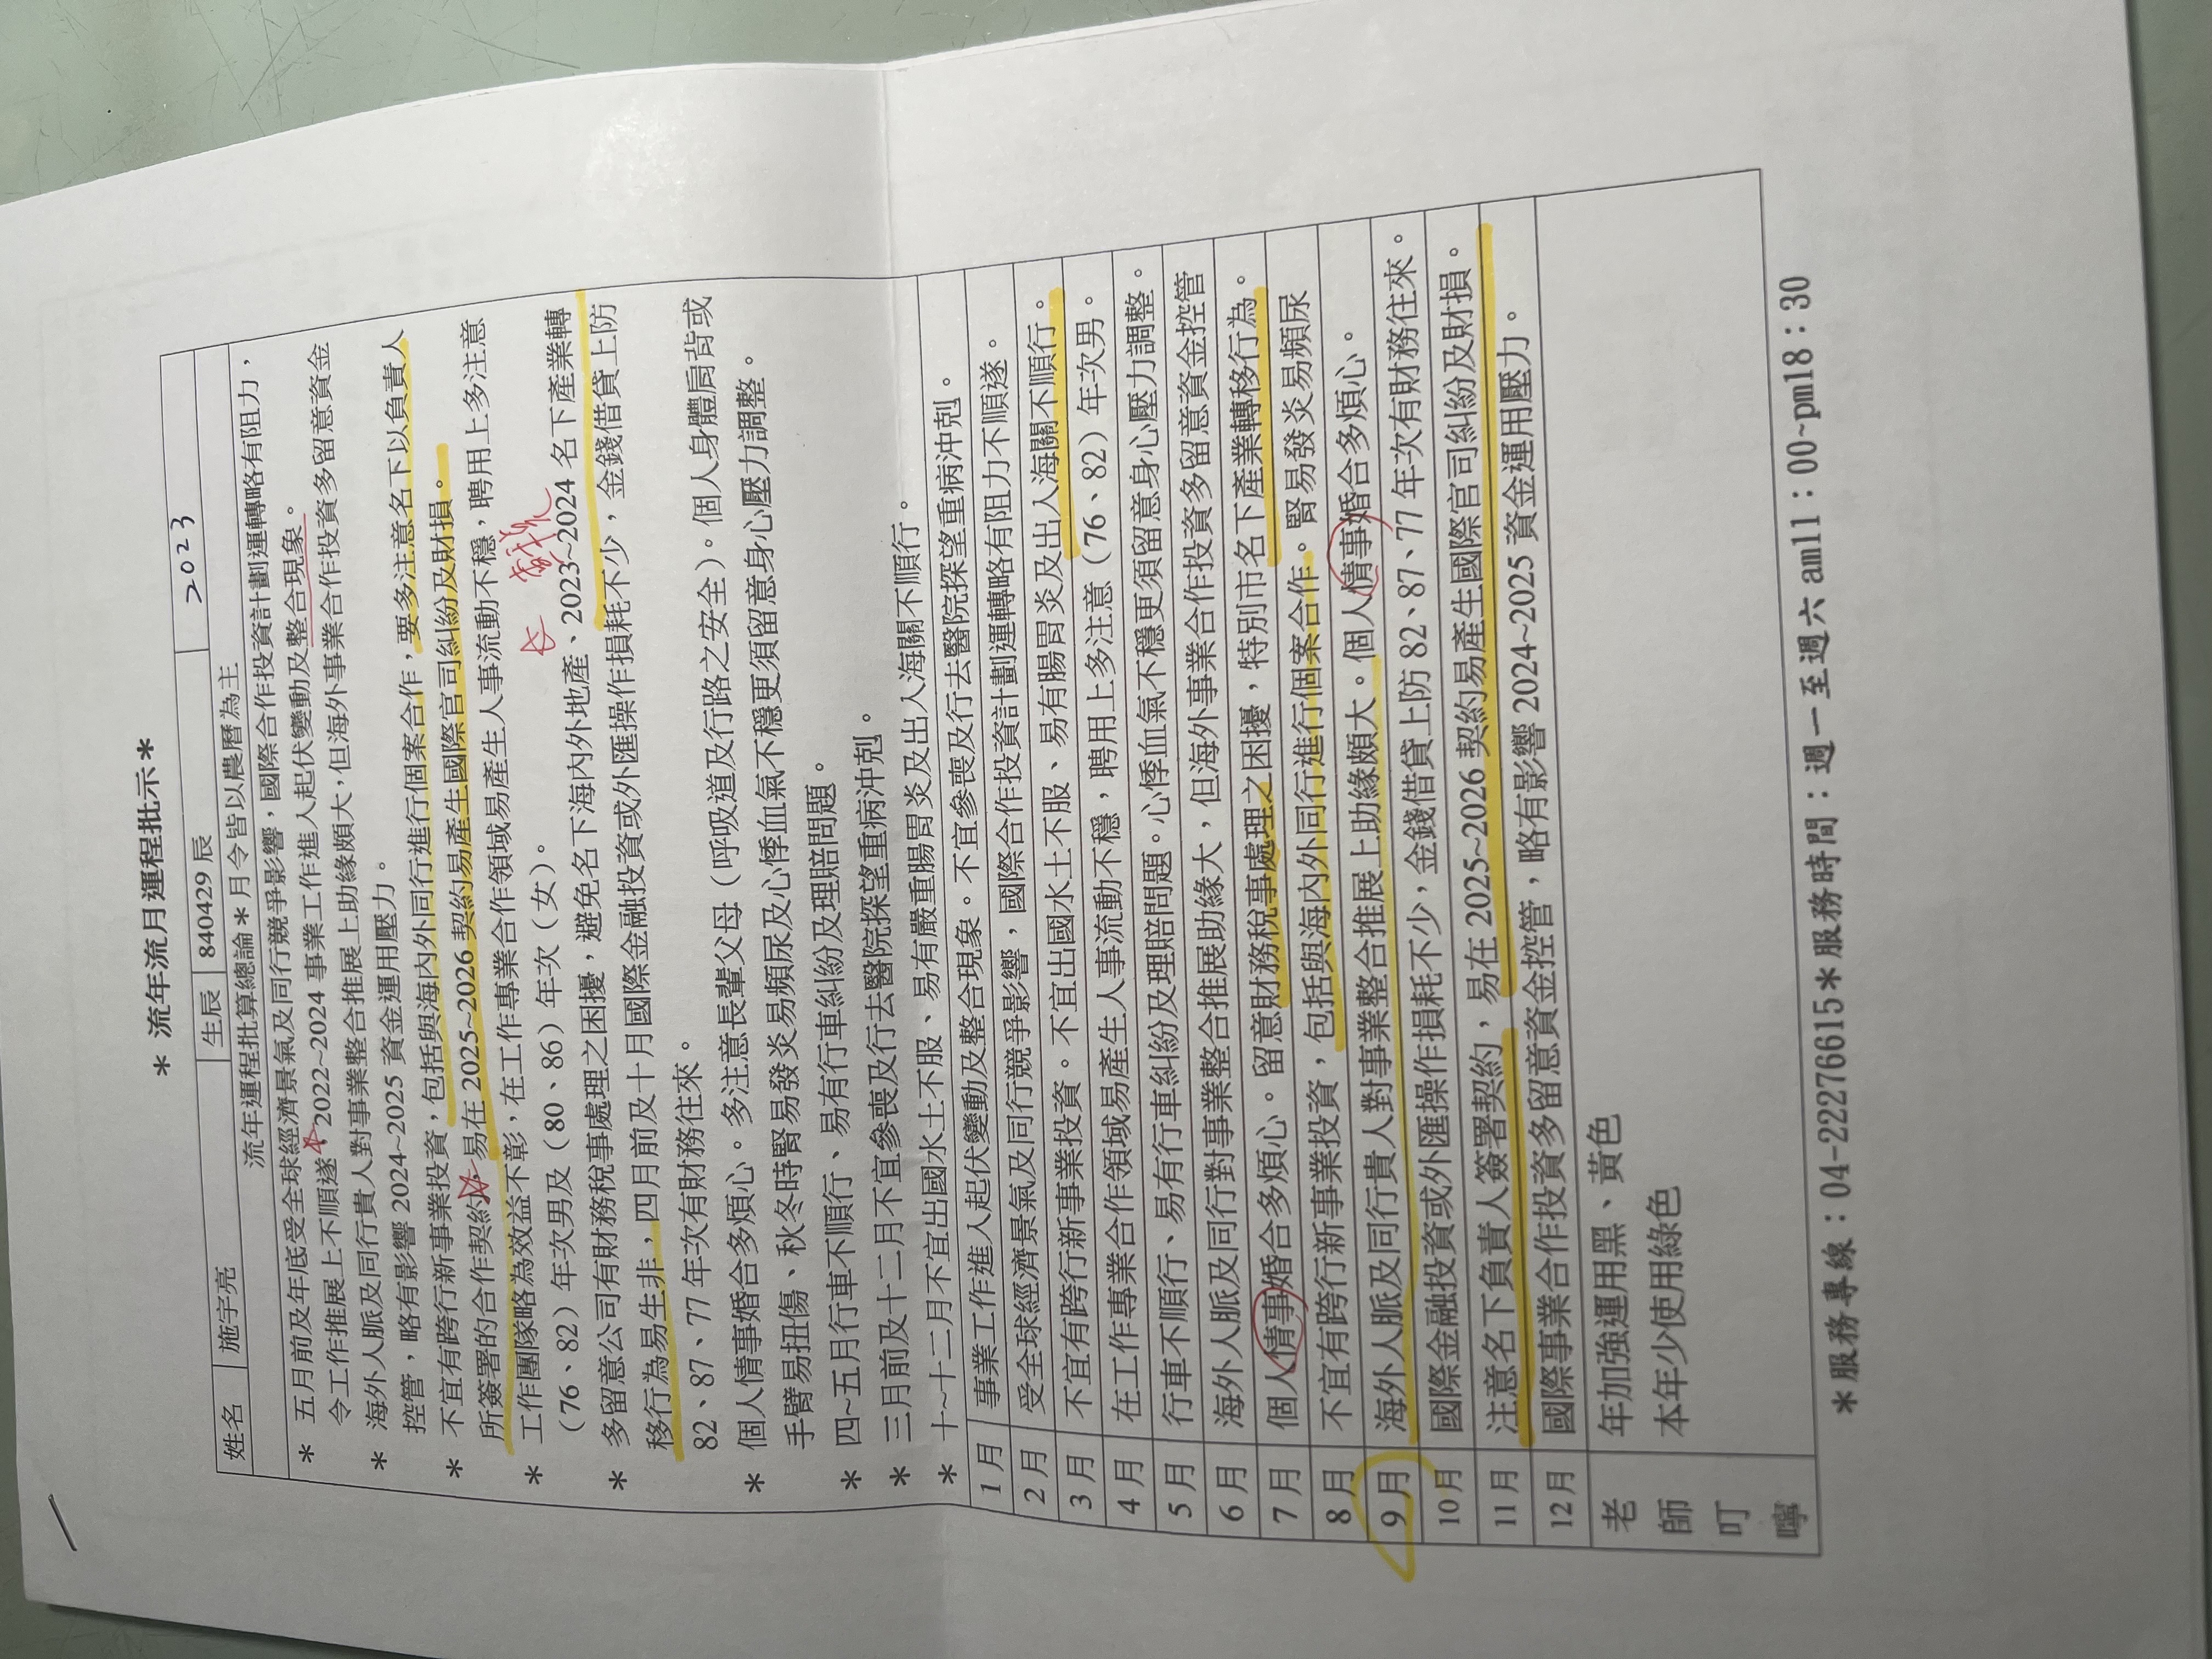 ＊ 流年流月運程批示＊
姓名 施宇亮 生辰 840429 辰 2023
流年運程批算總論＊月令皆以農曆為主
＊ 五月前及年底受全球經濟景氣及同行競爭影響，國際合作投資計劃運轉略有阻力，
令工作推展上不順遂，2022~2024 事業工作進入起伏變動及整合現象。
＊ 海外人脈及同行貴人對事業整合推展上助緣頗大，但海外事業合作投資多留意資金
控管，略有影響 2024~2025 資金運用壓力。
＊ 不宜有跨行新事業投資，包括與海內外同行進行個案合作，要多注意名下以負責人
所簽署的合作契約，易在 2025~2026 契約易產生國際官司糾紛及財損。
＊ 工作團隊略為效益不彰，在工作專業合作領域易產生人事流動不穩，聘用上多注意
（76、82）年次男及（80、86）年次（女）。
＊ 多留意公司有財務稅事處理之困擾，避免名下海內外地產、2023~2024 名下產業轉
移行為易生非，四月前及十月國際金融投資或外匯操作損耗不少，金錢借貸上防
82、87、77 年次有財務往來。
＊ 個人情事婚合多煩心。多注意長輩父母（呼吸道及行路之安全）。個人身體肩背或
手臂易扭傷、秋冬時腎易發炎易頻尿及心悸血氣不穩更須留意身心壓力調整。
＊ 四~五月行車不順行、易有行車糾紛及理賠問題。
＊ 三月前及十二月不宜參喪及行去醫院探望重病沖剋。
＊ 十~十二月不宜出國水土不服、易有嚴重腸胃炎及出入海關不順行。
1 月 事業工作進入起伏變動及整合現象。不宜參喪及行去醫院探望重病沖剋。
2 月 受全球經濟景氣及同行競爭影響，國際合作投資計劃運轉略有阻力不順遂。
3 月 不宜有跨行新事業投資。不宜出國水土不服、易有腸胃炎及出入海關不順行。
4 月 在工作專業合作領域易產生人事流動不穩，聘用上多注意（76、82）年次男。
5 月 行車不順行、易有行車糾紛及理賠問題。心悸血氣不穩更須留意身心壓力調整。
6 月 海外人脈及同行對事業整合推展助緣大，但海外事業合作投資多留意資金控管
7 月 個人情事婚合多煩心。留意財務稅事處理之困擾，特別市名下產業轉移行為。
8 月 不宜有跨行新事業投資，包括與海內外同行進行個案合作。腎易發炎易頻尿
9 月 海外人脈及同行貴人對事業整合推展上助緣頗大。個人情事婚合多煩心。
10 月 國際金融投資或外匯操作損耗不少，金錢借貸上防 82、87、77 年次有財務往來。
11 月 注意名下負責人簽署契約，易在 2025~2026 契約易產生國際官司糾紛及財損。
12 月 國際事業合作投資多留意資金控管，略有影響 2024~2025 資金運用壓力。
老師叮嚀 年加強運用黑、黃色
本年少使用綠色
＊服務專線：04-22276615＊服務時間：週一至週六 am11：00~pm18：30